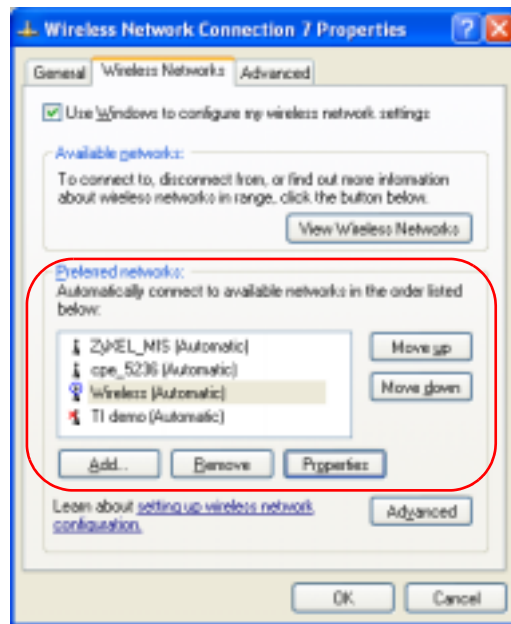 Wireless Network Connection 7 Properties
General Wireless Networks Advanced
Use Windows to configure my wireless network settings
Available networks:
To connect to, disconnect from, or find out more information
about wireless networks in range, click the button below.
View Wireless Networks
Preferred networks:
Automatically connect to available networks in the order listed
below:
ZyXEL_MIS (Automatic)
cpe_5236 (Automatic)
Wireless (Automatic)
TI demo (Automatic)
Move up
Move down
Add... Remove Properties
Learn about setting up wireless network
configuration.
Advanced
OK Cancel